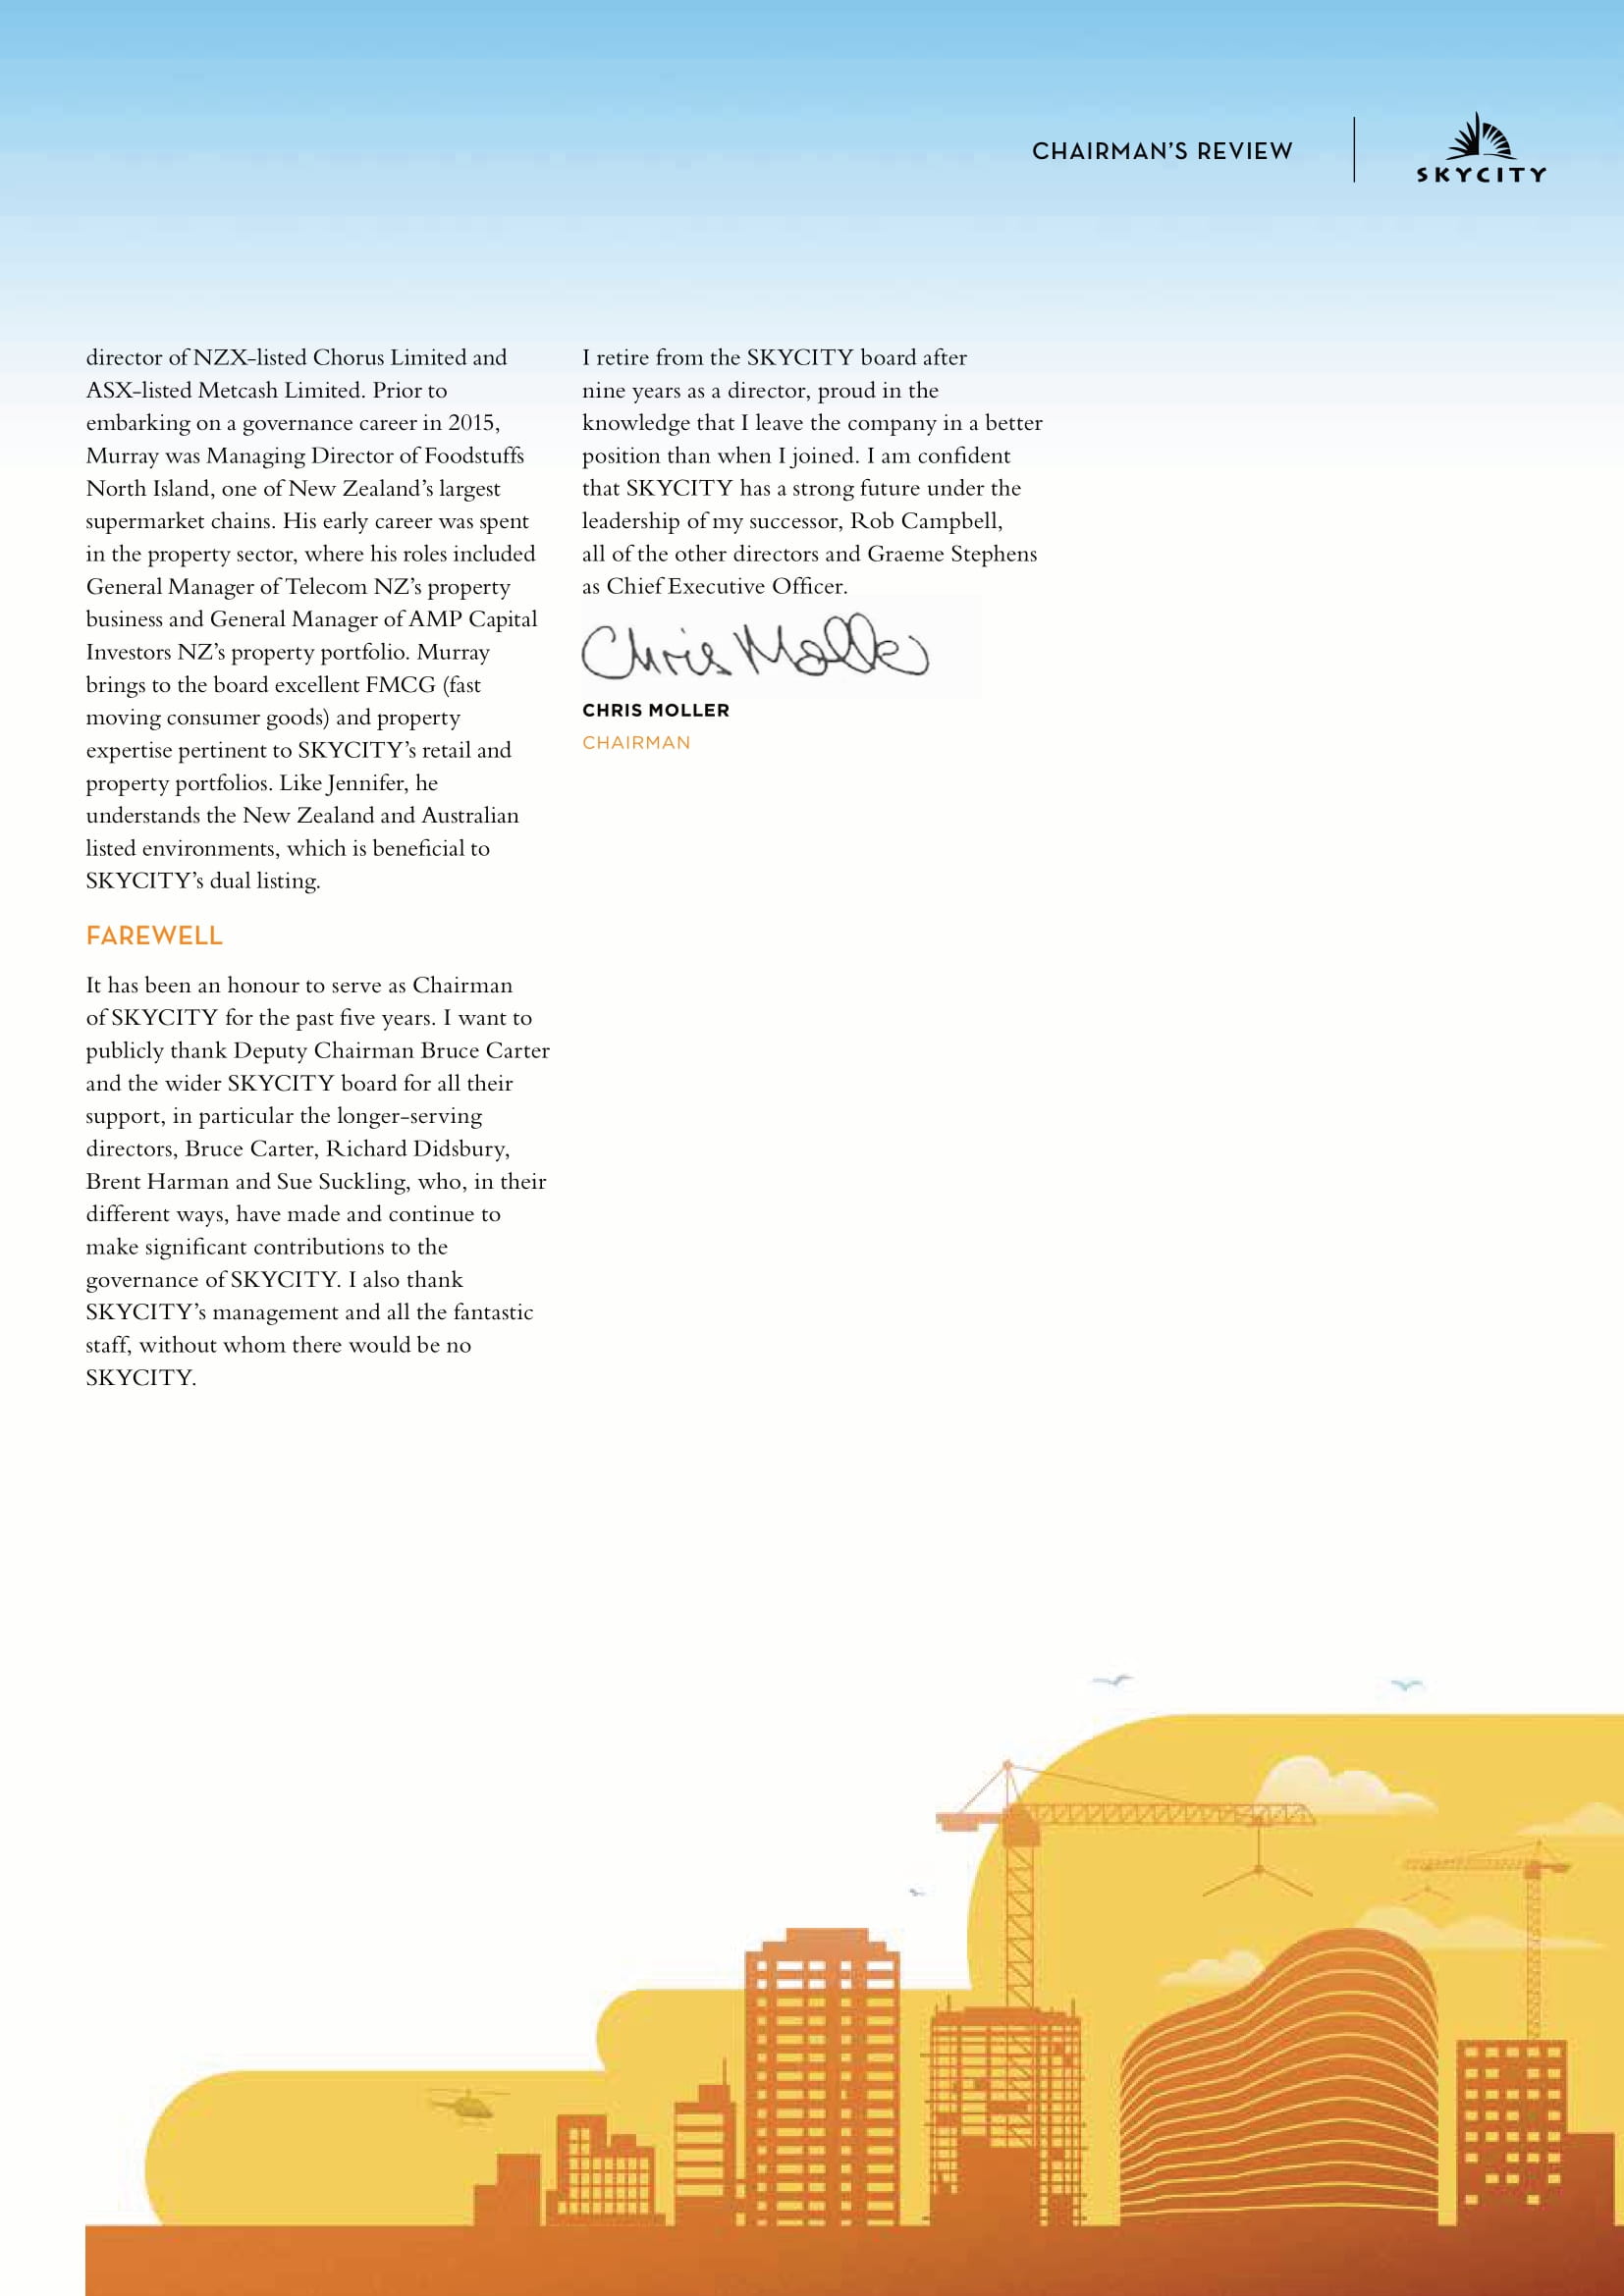 CHAIRMAN'S REVIEW
SKYCITY
director of NZX-listed Chorus Limited and
ASX-listed Metcash Limited. Prior to
embarking on a governance career in 2015,
Murray was Managing Director of Foodstuffs
North Island, one of New Zealand's largest
supermarket chains. His early career was spent
in the property sector, where his roles included
General Manager of Telecom NZ's property
business and General Manager of AMP Capital
Investors NZ's property portfolio. Murray
brings to the board excellent FMCG (fast
moving consumer goods) and property
expertise pertinent to SKYCITY's retail and
property portfolios. Like Jennifer, he
understands the New Zealand and Australian
listed environments, which is beneficial to
SKYCITY's dual listing.
FAREWELL
It has been an honour to serve as Chairman
of SKYCITY for the past five years. I want to
publicly thank Deputy Chairman Bruce Carter
and the wider SKYCITY board for all their
support, in particular the longer-serving
directors, Bruce Carter, Richard Didsbury,
Brent Harman and Sue Suckling, who, in their
different ways, have made and continue to
make significant contributions to the
governance of SKYCITY. I also thank
SKYCITY's management and all the fantastic
staff, without whom there would be no
SKYCITY.
I retire from the SKYCITY board after
nine years as a director, proud in the
knowledge that I leave the company in a better
position than when I joined. I am confident
that SKYCITY has a strong future under the
leadership of my successor, Rob Campbell,
all of the other directors and Graeme Stephens
as Chief Executive Officer.
Chris Moller
CHRIS MOLLER
CHAIRMAN